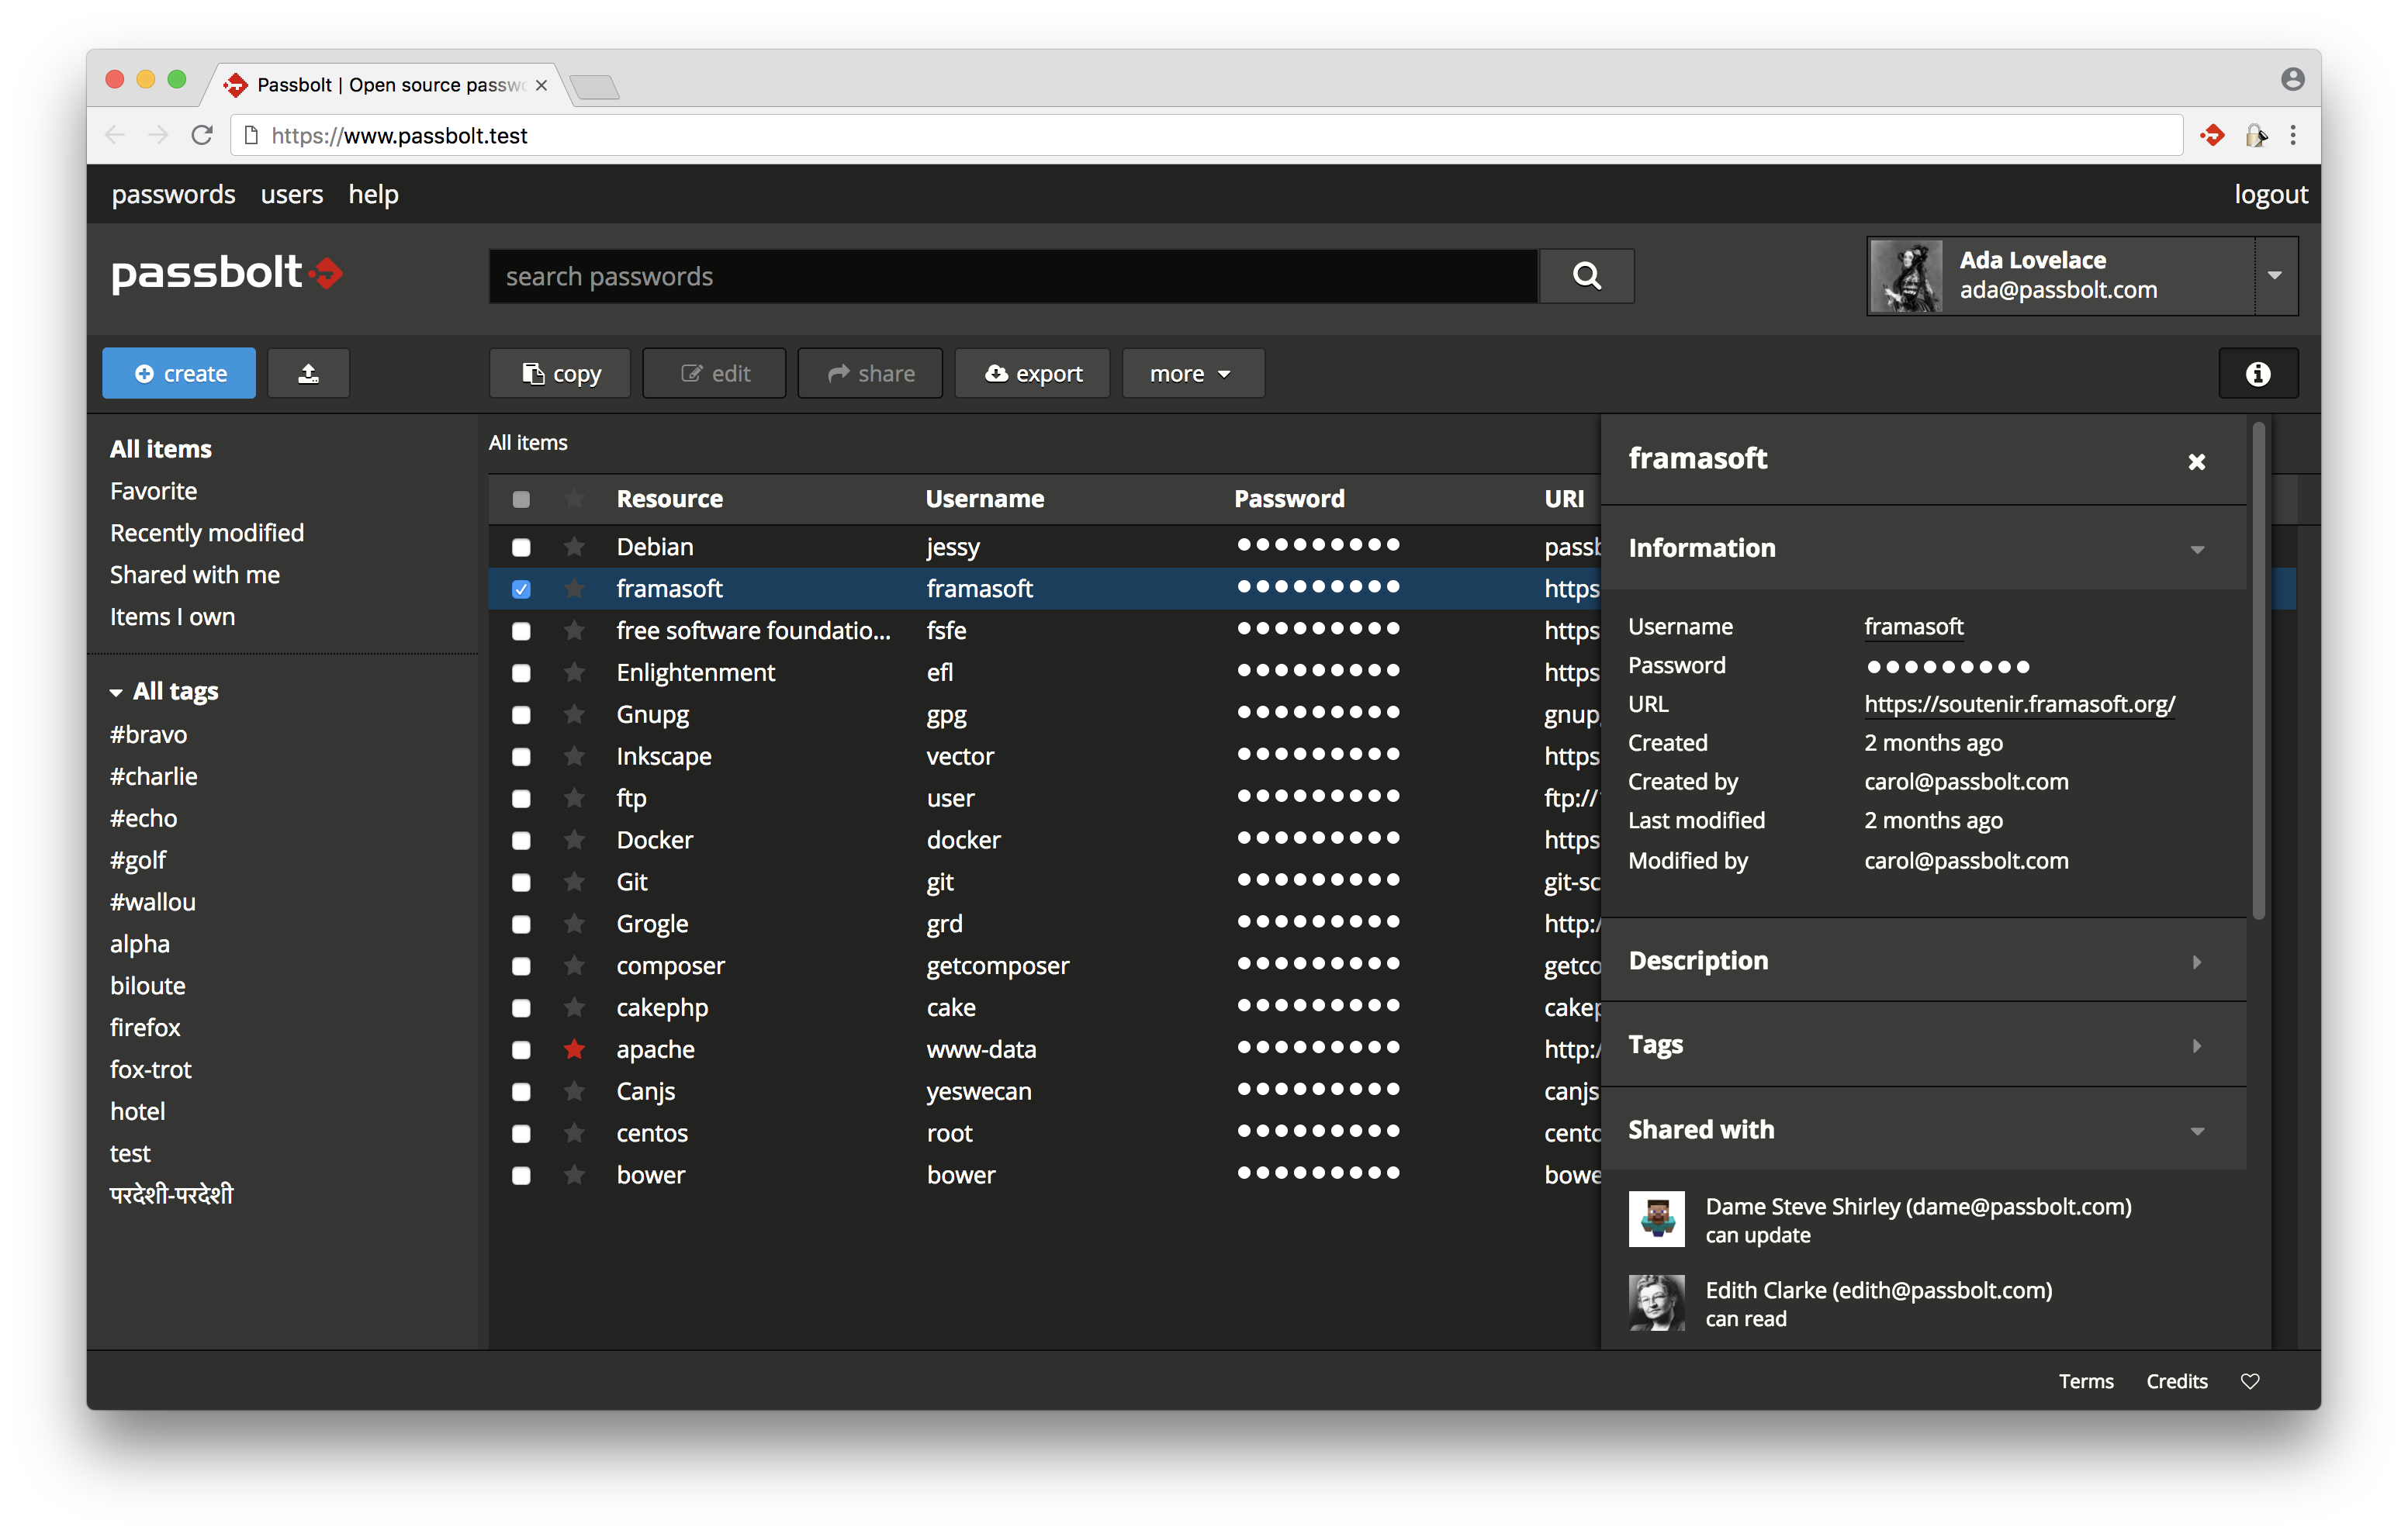 Passbolt | Open source passw
https://www.passbolt.test
passwords users help logout
passbolt
search passwords
Ada Lovelace
ada@passbolt.com
create
copy edit share export more
All items
Favorite
Recently modified
Shared with me
Items I own
All tags
#bravo
#charlie
#echo
#golf
#wallou
alpha
biloute
firefox
fox-trot
hotel
test
परदेशी-परदेशी
All items
Resource Username Password URI
Debian jessy passb
framasoft framasoft https
free software foundatio... fsfe https
Enlightenment efl https
Gnupg gpg gnupg
Inkscape vector https
ftp user ftp://
Docker docker https
Git git git-sc
Grogle grd http:/
composer getcomposer getco
cakephp cake cakep
apache www-data http:/
Canjs yeswecan canjs
centos root cento
bower bower bowe
framasoft
Information
Username framasoft
Password
URL https://soutenir.framasoft.org/
Created 2 months ago
Created by carol@passbolt.com
Last modified 2 months ago
Modified by carol@passbolt.com
Description
Tags
Shared with
Dame Steve Shirley (dame@passbolt.com)
can update
Edith Clarke (edith@passbolt.com)
can read
Terms Credits